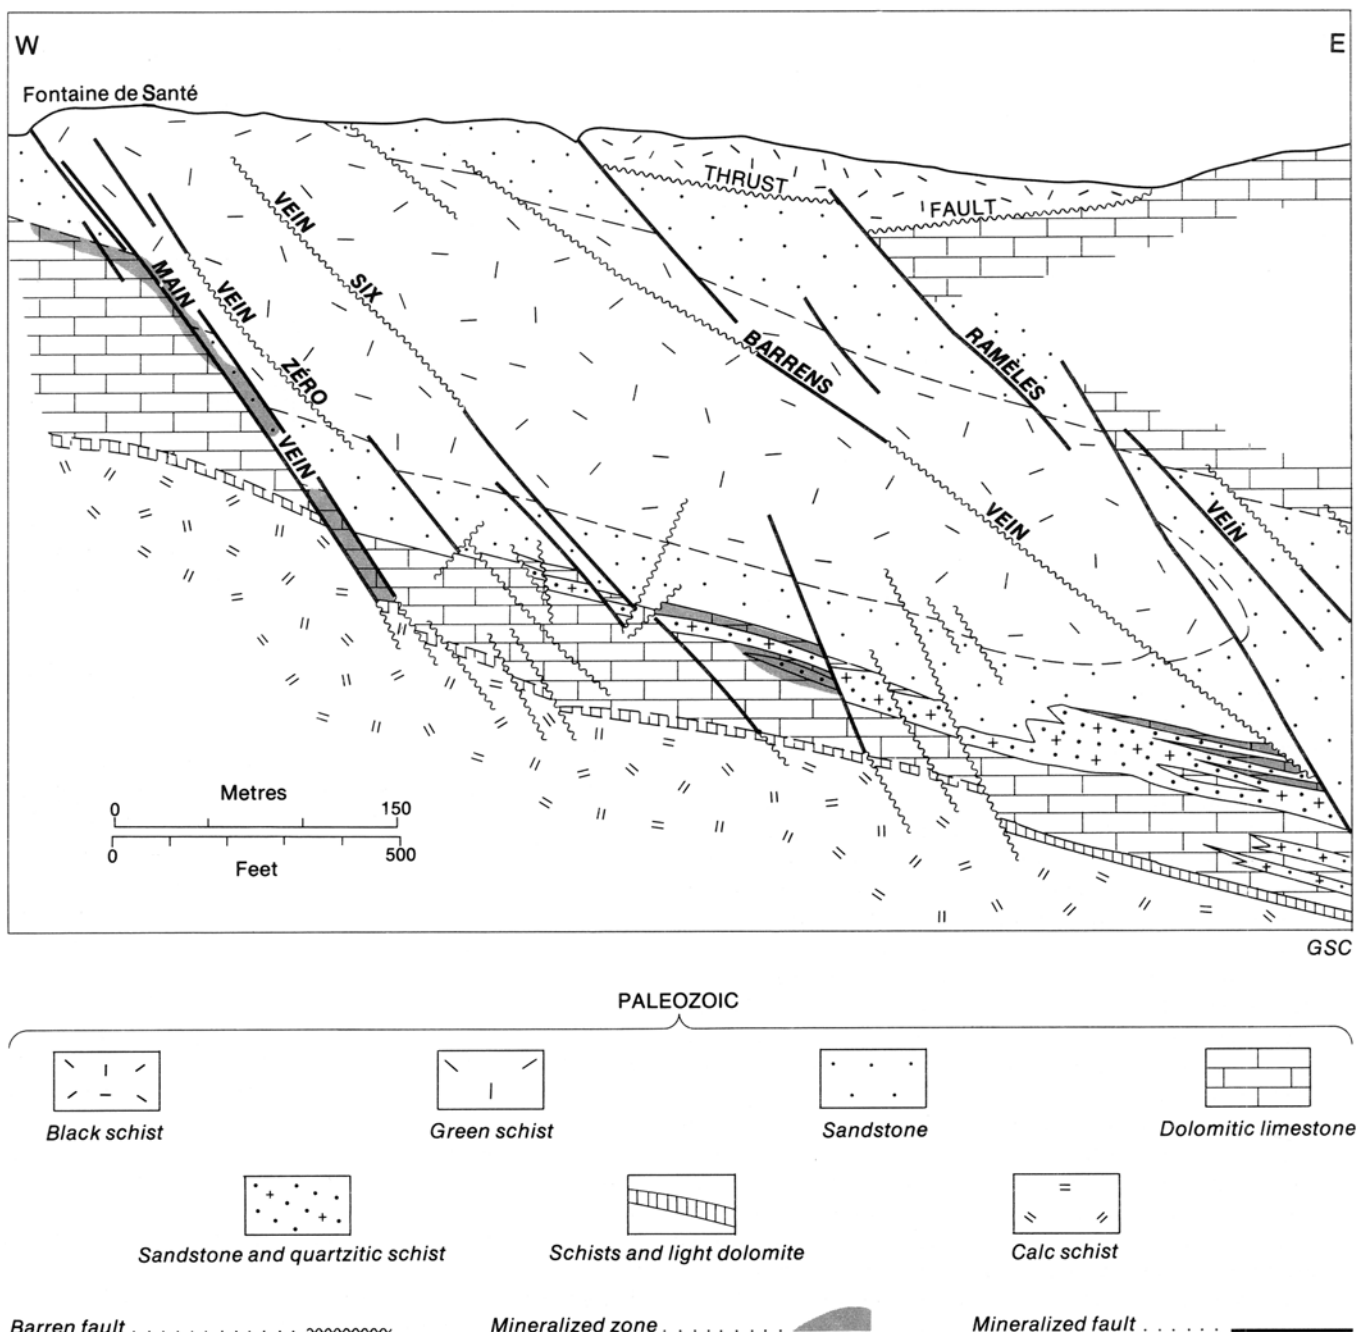 W
E
Fontaine de Santé
THRUST
FAULT
MAIN
VEIN
VEIN
ZÉRO
VEIN
SIX
BARRENS
VEIN
RAMÈLES
VEIN
Metres
0 150
0 500
Feet
GSC
PALEOZOIC
Black schist
Green schist
Sandstone
Dolomitic limestone
Sandstone and quartzitic schist
Schists and light dolomite
Calc schist
Barren fault . . . . . . . . . . . .
Mineralized zone . . . . . . . . .
Mineralized fault . . . . . .